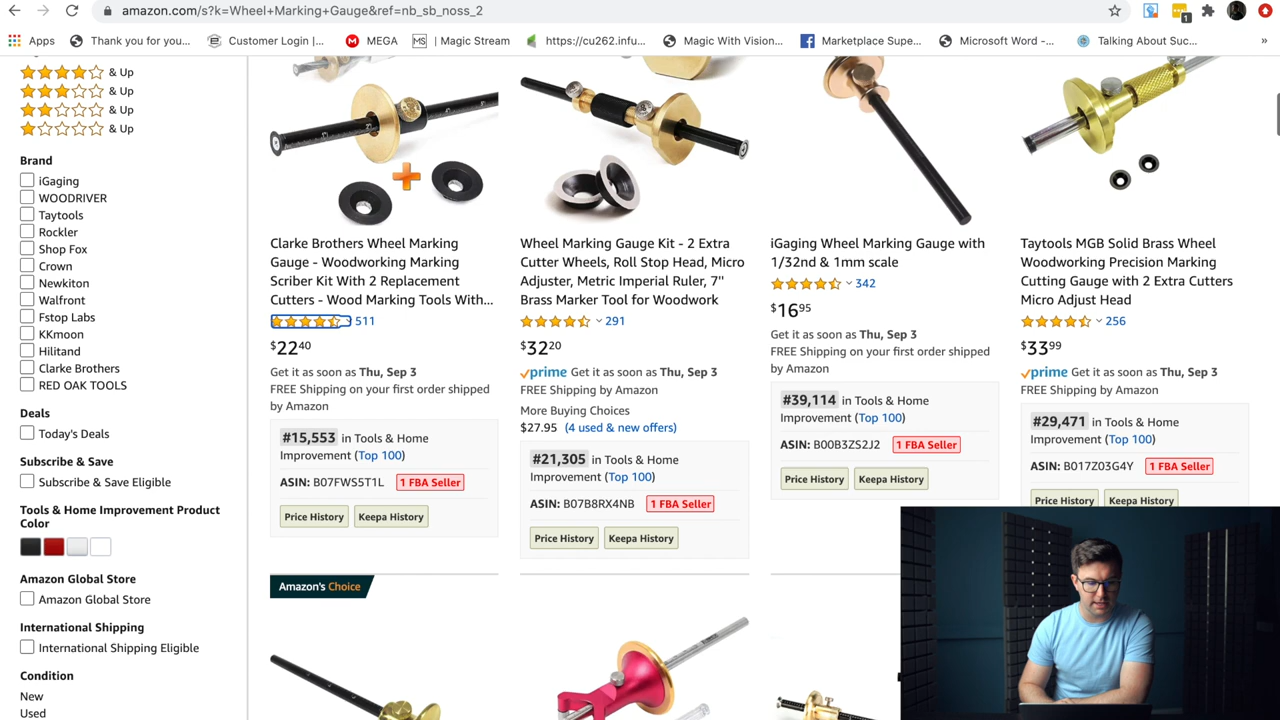 amazon.com/s?k=Wheel+Marking+Gauge&ref=nb_sb_noss_2
1
Apps
Thank you for you...
Customer Login |...
MEGA
MS | Magic Stream
https://cu262.infu...
Magic With Vision...
Marketplace Supe...
Microsoft Word -...
Talking About Suc...
»
& Up
& Up
& Up
& Up
Brand
iGaging
WOODRIVER
Taytools
Rockler
Shop Fox
Crown
Newkiton
Walfront
Fstop Labs
KKmoon
Hilitand
Clarke Brothers
RED OAK TOOLS
Deals
Today's Deals
Subscribe & Save
Subscribe & Save Eligible
Tools & Home Improvement Product
Color
Amazon Global Store
Amazon Global Store
International Shipping
International Shipping Eligible
Condition
New
Used
Clarke Brothers Wheel Marking
Gauge - Woodworking Marking
Scriber Kit With 2 Replacement
Cutters - Wood Marking Tools With...
511
$2240
Get it as soon as Thu, Sep 3
FREE Shipping on your first order shipped
by Amazon
#15,553 in Tools & Home
Improvement (Top 100)
ASIN: B07FWS5T1L 1 FBA Seller
Price History Keepa History
Amazon's Choice
Wheel Marking Gauge Kit - 2 Extra
Cutter Wheels, Roll Stop Head, Micro
Adjuster, Metric Imperial Ruler, 7"
Brass Marker Tool for Woodwork
291
$3220
prime Get it as soon as Thu, Sep 3
FREE Shipping by Amazon
More Buying Choices
$27.95 (4 used & new offers)
#21,305 in Tools & Home
Improvement (Top 100)
ASIN: B07B8RX4NB 1 FBA Seller
Price History Keepa History
iGaging Wheel Marking Gauge with
1/32nd & 1mm scale
342
$1695
Get it as soon as Thu, Sep 3
FREE Shipping on your first order shipped
by Amazon
#39,114 in Tools & Home
Improvement (Top 100)
ASIN: B00B3ZS2J2 1 FBA Seller
Price History Keepa History
Taytools MGB Solid Brass Wheel
Woodworking Precision Marking
Cutting Gauge with 2 Extra Cutters
Micro Adjust Head
256
$3399
prime Get it as soon as Thu, Sep 3
FREE Shipping by Amazon
#29,471 in Tools & Home
Improvement (Top 100)
ASIN: B017Z03G4Y 1 FBA Seller
Price History Keepa History